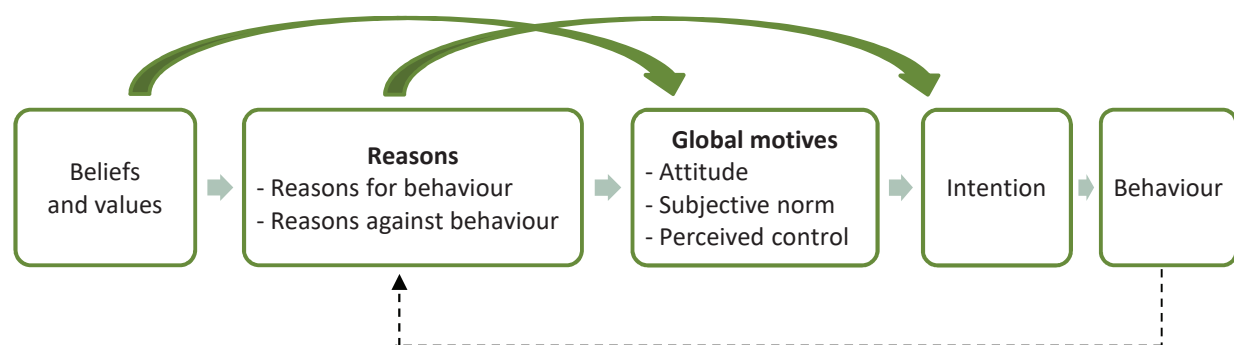 Beliefs
and values
Reasons
- Reasons for behaviour
- Reasons against behaviour
Global motives
- Attitude
- Subjective norm
- Perceived control
Intention
Behaviour